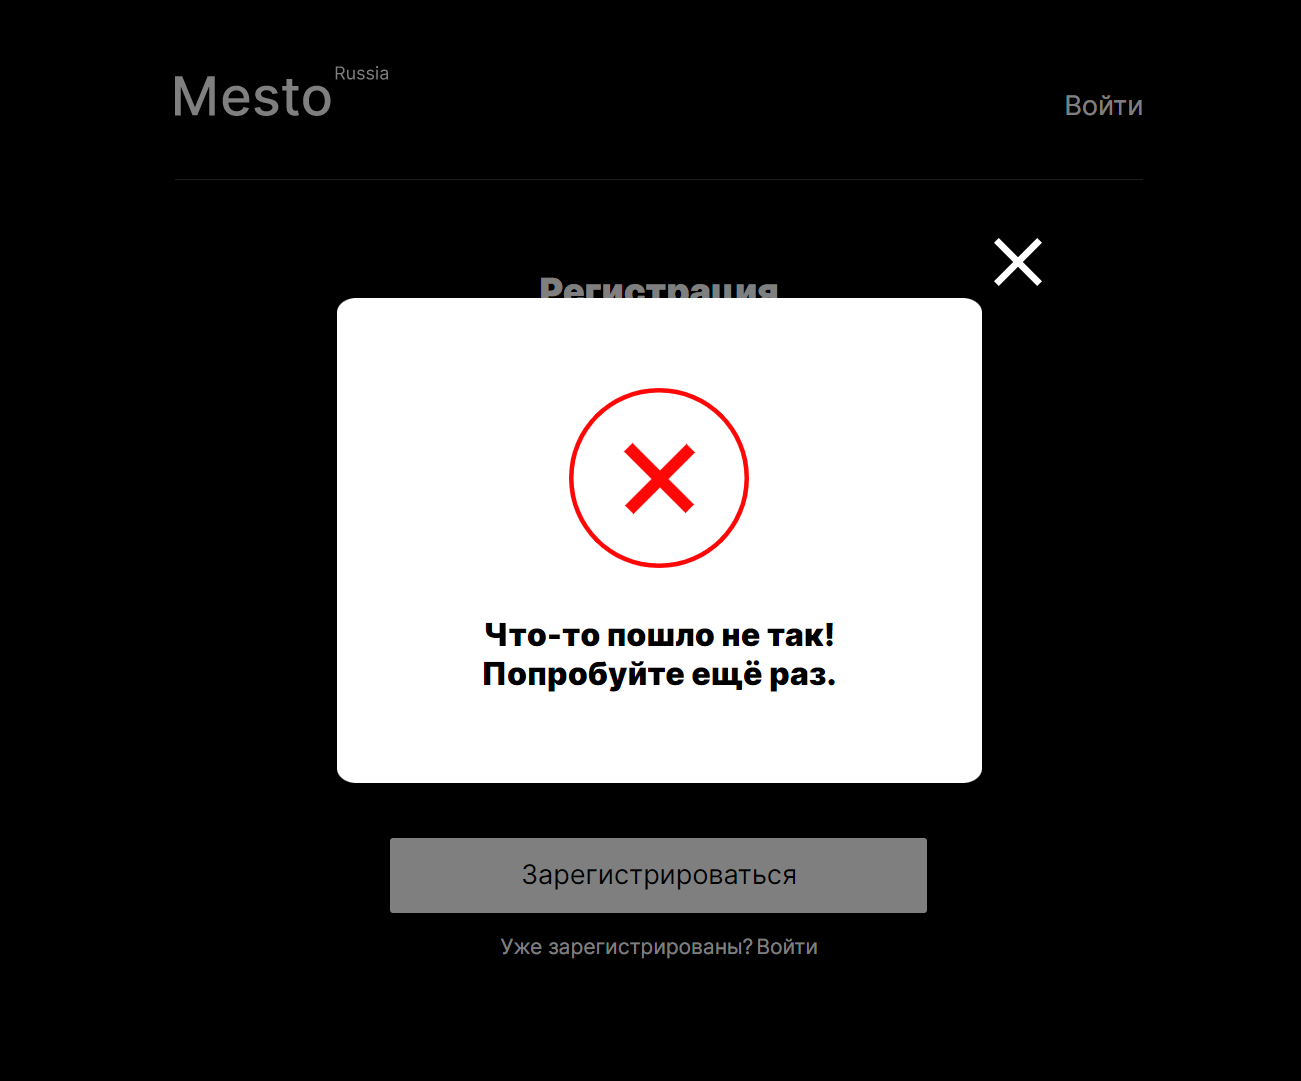 Mesto Russia
Войти
Регистрация
Что-то пошло не так!
Попробуйте ещё раз.
Зарегистрироваться
Уже зарегистрированы? Войти